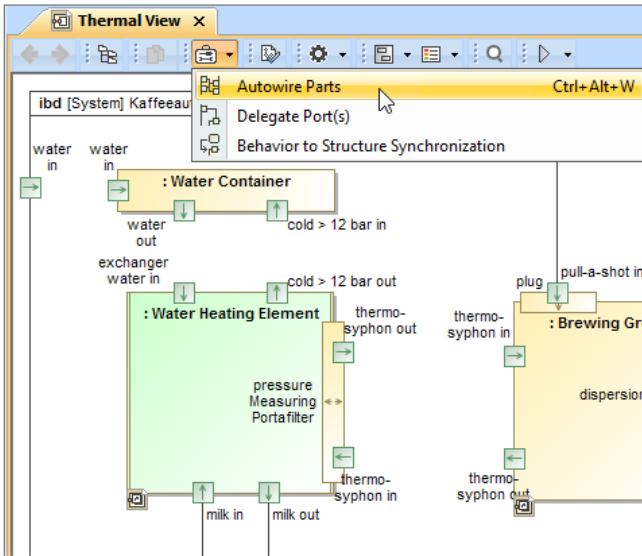 Thermal View
Autowire Parts Ctrl+Alt+W
Delegate Port(s)
Behavior to Structure Synchronization
ibd [System] Kaffeeaut
water
in
water
in
: Water Container
water
out
cold > 12 bar in
exchanger
water in
cold > 12 bar out
: Water Heating Element
thermo-
syphon out
pressure
Measuring
Portafilter
thermo-
syphon in
milk in
milk out
plug
pull-a-shot in
thermo-
syphon in
: Brewing Gr
dispersion
thermo-
syphon out